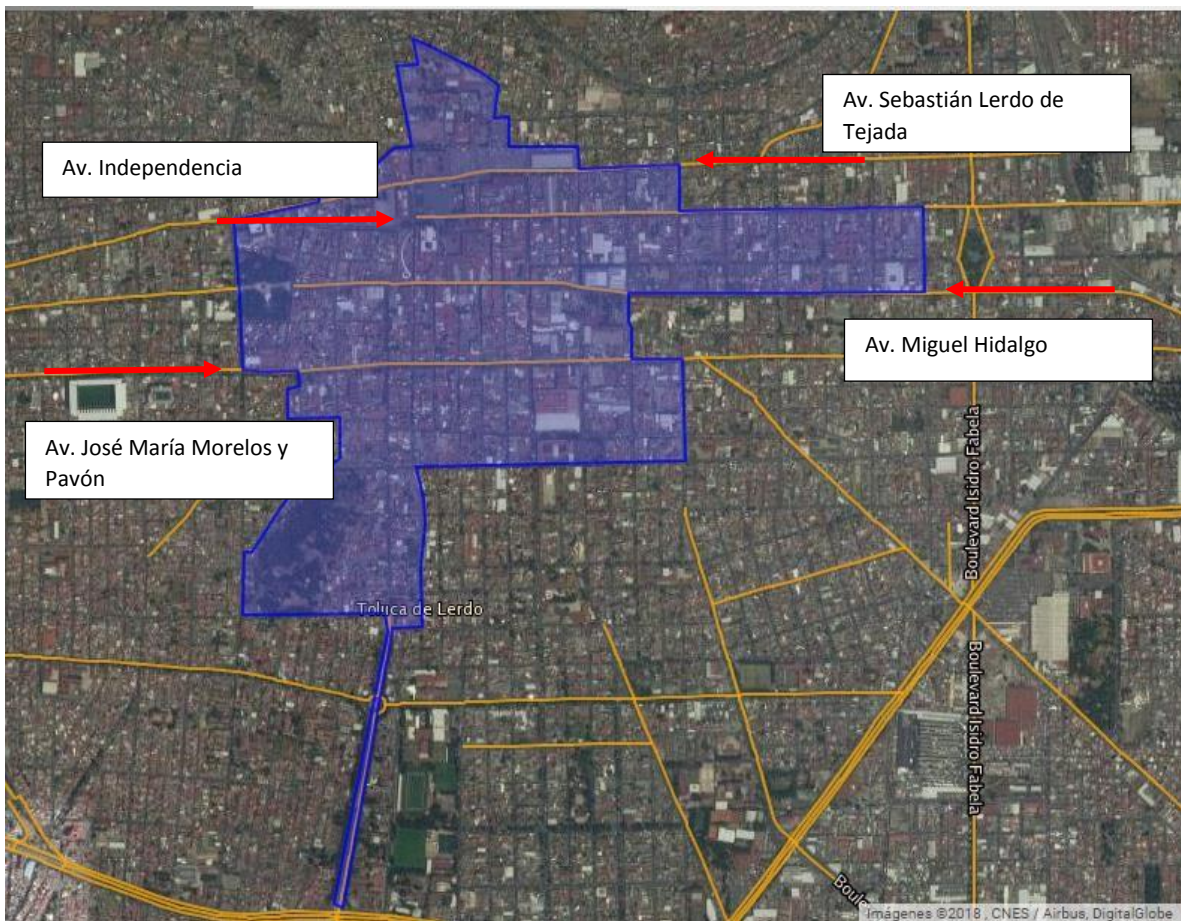 Av. Sebastián Lerdo de
Tejada
Av. Independencia
Av. Miguel Hidalgo
Av. José María Morelos y
Pavón
Boulevard Isidro Fabela
Toluca de Lerdo
Boulevard Isidro Fabela
Imágenes ©2018 , CNES / Airbus, DigitalGlobe